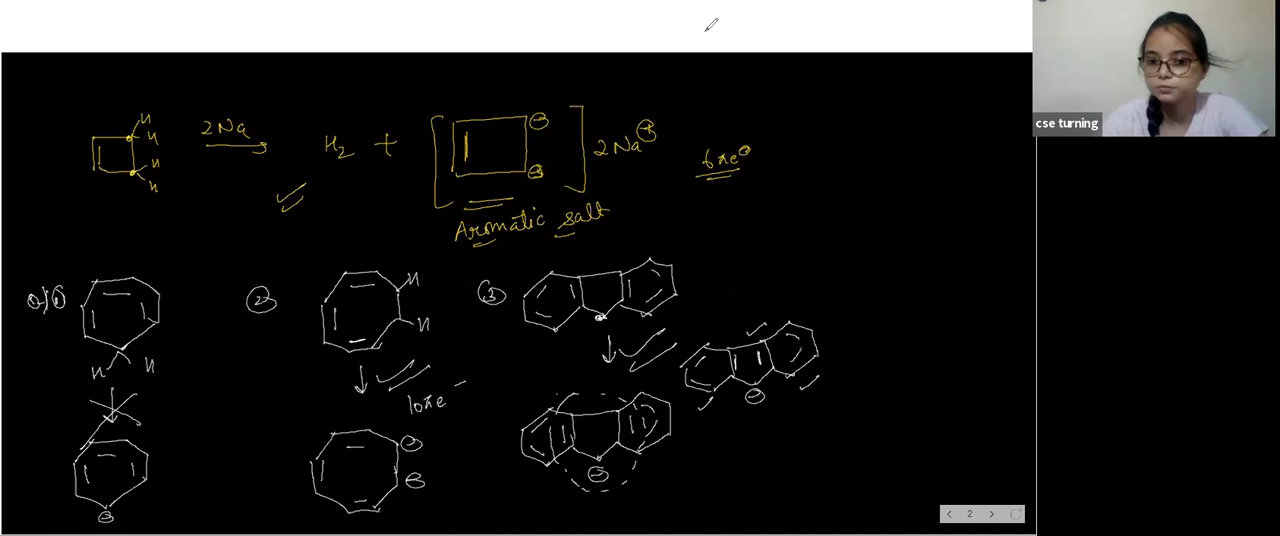 H
H
H
H
2Na
H2 +
⊖
⊖
2Na⊕
6πe⊖
Aromatic salt
Q) ①
②
③
H
H
H
H
10πe
⊖
⊖
⊖
⊖
⊖
cse turning
2